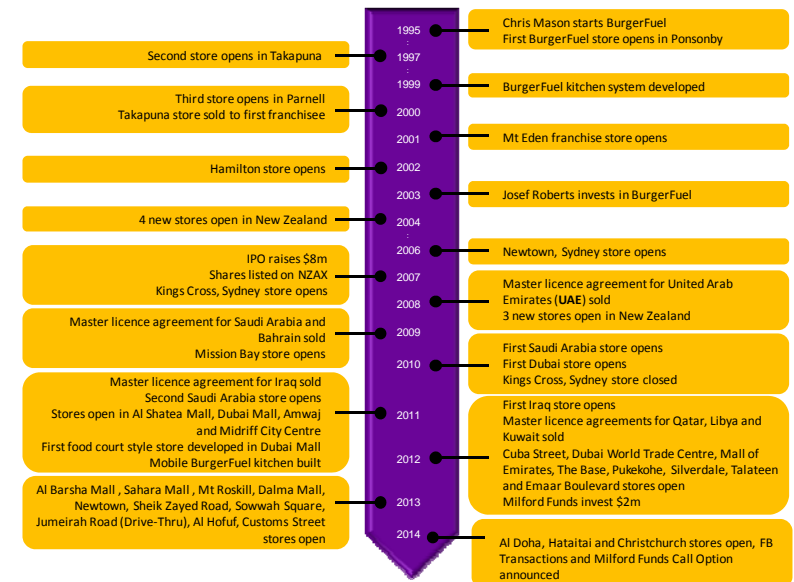 1995
Chris Mason starts BurgerFuel
First BurgerFuel store opens in Ponsonby
:
Second store opens in Takapuna
1997
:
1999
BurgerFuel kitchen system developed
Third store opens in Parnell
Takapuna store sold to first franchisee
2000
2001
Mt Eden franchise store opens
Hamilton store opens
2002
2003
Josef Roberts invests in BurgerFuel
4 new stores open in New Zealand
2004
:
2006
Newtown, Sydney store opens
IPO raises $8m
Shares listed on NZAX
Kings Cross, Sydney store opens
2007
2008
Master licence agreement for United Arab
Emirates (UAE) sold
3 new stores open in New Zealand
Master licence agreement for Saudi Arabia and
Bahrain sold
Mission Bay store opens
2009
2010
First Saudi Arabia store opens
First Dubai store opens
Kings Cross, Sydney store closed
Master licence agreement for Iraq sold
Second Saudi Arabia store opens
Stores open in Al Shatea Mall, Dubai Mall, Amwaj
and Midriff City Centre
First food court style store developed in Dubai Mall
Mobile BurgerFuel kitchen built
2011
2012
First Iraq store opens
Master licence agreements for Qatar, Libya and
Kuwait sold
Cuba Street, Dubai World Trade Centre, Mall of
Emirates, The Base, Pukekohe, Silverdale, Talateen
and Emaar Boulevard stores open
Milford Funds invest $2m
Al Barsha Mall , Sahara Mall , Mt Roskill, Dalma Mall,
Newtown, Sheik Zayed Road, Sowwah Square,
Jumeirah Road (Drive-Thru), Al Hofuf, Customs Street
stores open
2013
2014
Al Doha, Hataitai and Christchurch stores open, FB
Transactions and Milford Funds Call Option
announced